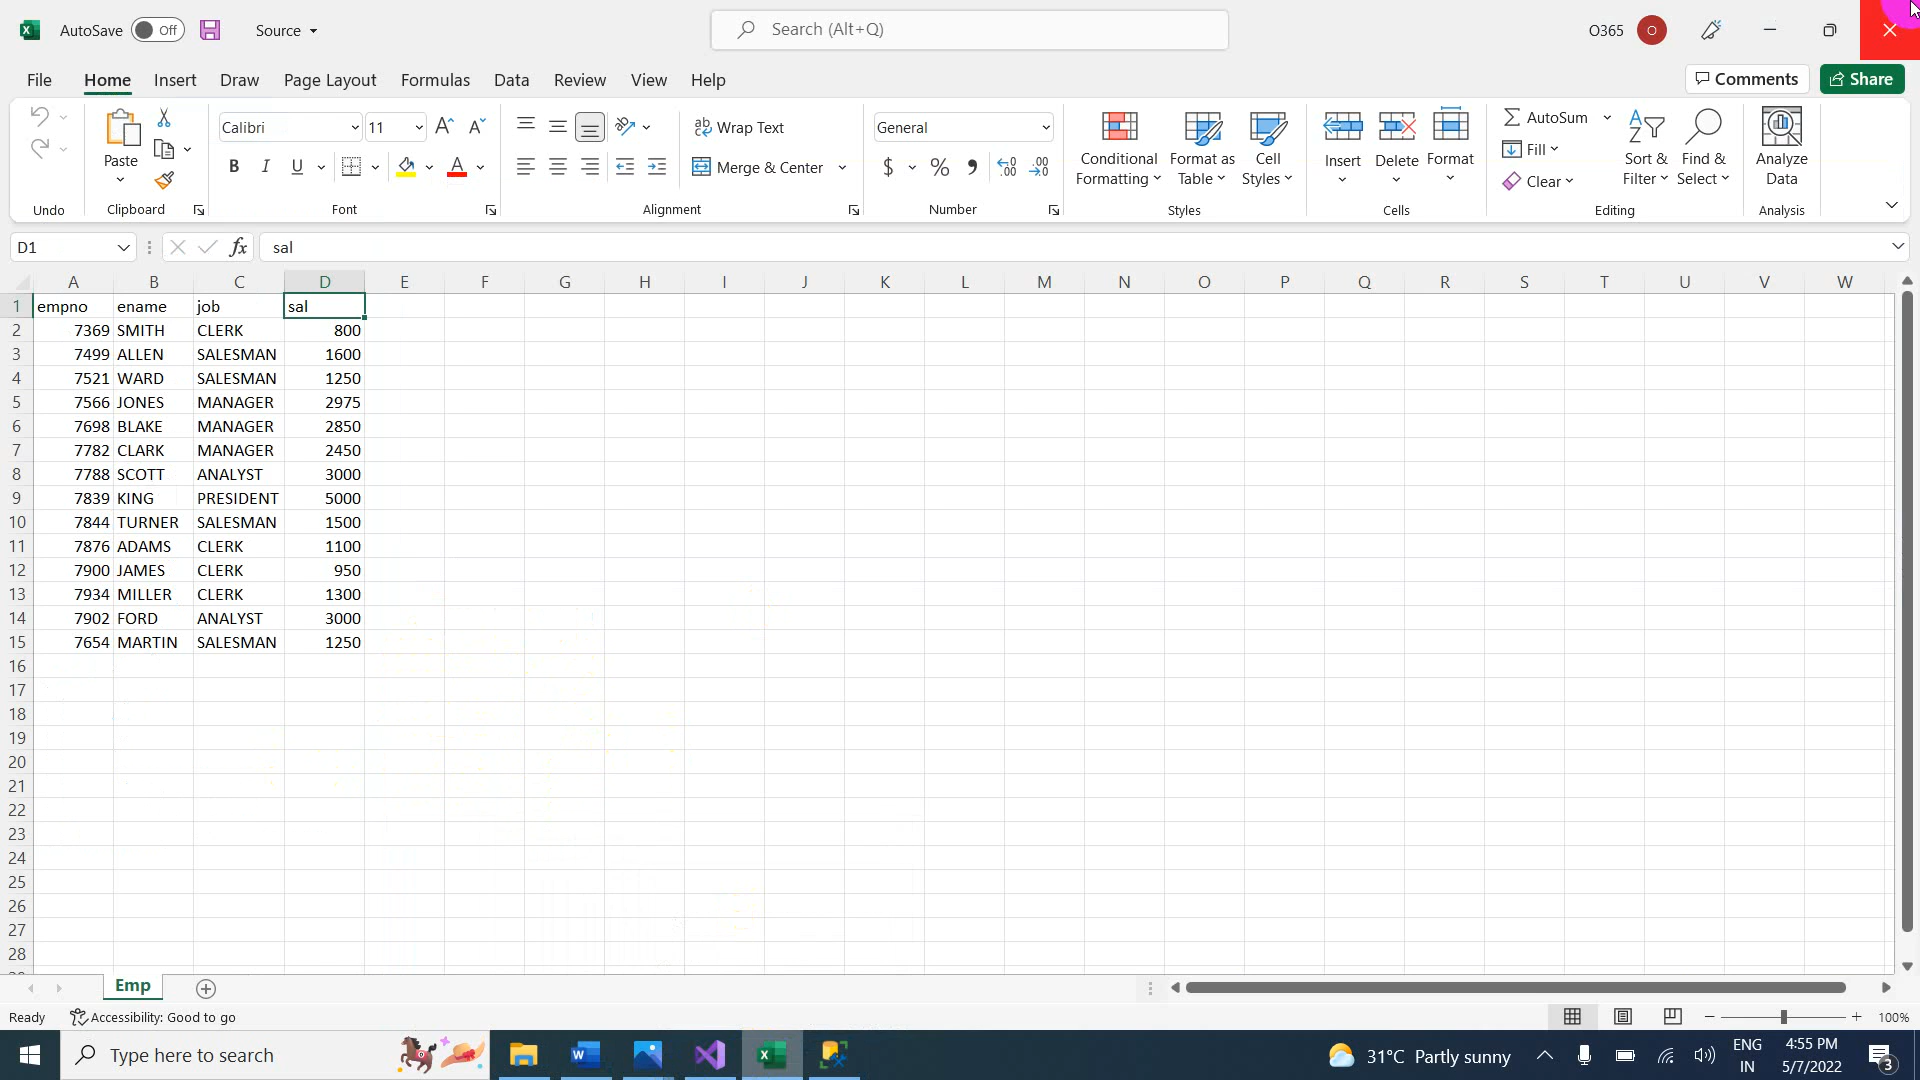 AutoSave Off Source Search (Alt+Q) O365 O
File Home Insert Draw Page Layout Formulas Data Review View Help Comments Share
Paste Calibri 11 B I U A Wrap Text Merge & Center General $ % , Conditional Formatting Format as Table Cell Styles Insert Delete Format AutoSum Fill Clear Sort & Filter Find & Select Analyze Data
Undo Clipboard Font Alignment Number Styles Cells Editing Analysis
D1 fx sal
A B C D E F G H I J K L M N O P Q R S T U V W
1 empno ename job sal
2 7369 SMITH CLERK 800
3 7499 ALLEN SALESMAN 1600
4 7521 WARD SALESMAN 1250
5 7566 JONES MANAGER 2975
6 7698 BLAKE MANAGER 2850
7 7782 CLARK MANAGER 2450
8 7788 SCOTT ANALYST 3000
9 7839 KING PRESIDENT 5000
10 7844 TURNER SALESMAN 1500
11 7876 ADAMS CLERK 1100
12 7900 JAMES CLERK 950
13 7934 MILLER CLERK 1300
14 7902 FORD ANALYST 3000
15 7654 MARTIN SALESMAN 1250
16
17
18
19
20
21
22
23
24
25
26
27
28
Emp
Ready Accessibility: Good to go 100%
Type here to search 31°C Partly sunny ENG 4:55 PM
IN 5/7/2022 3